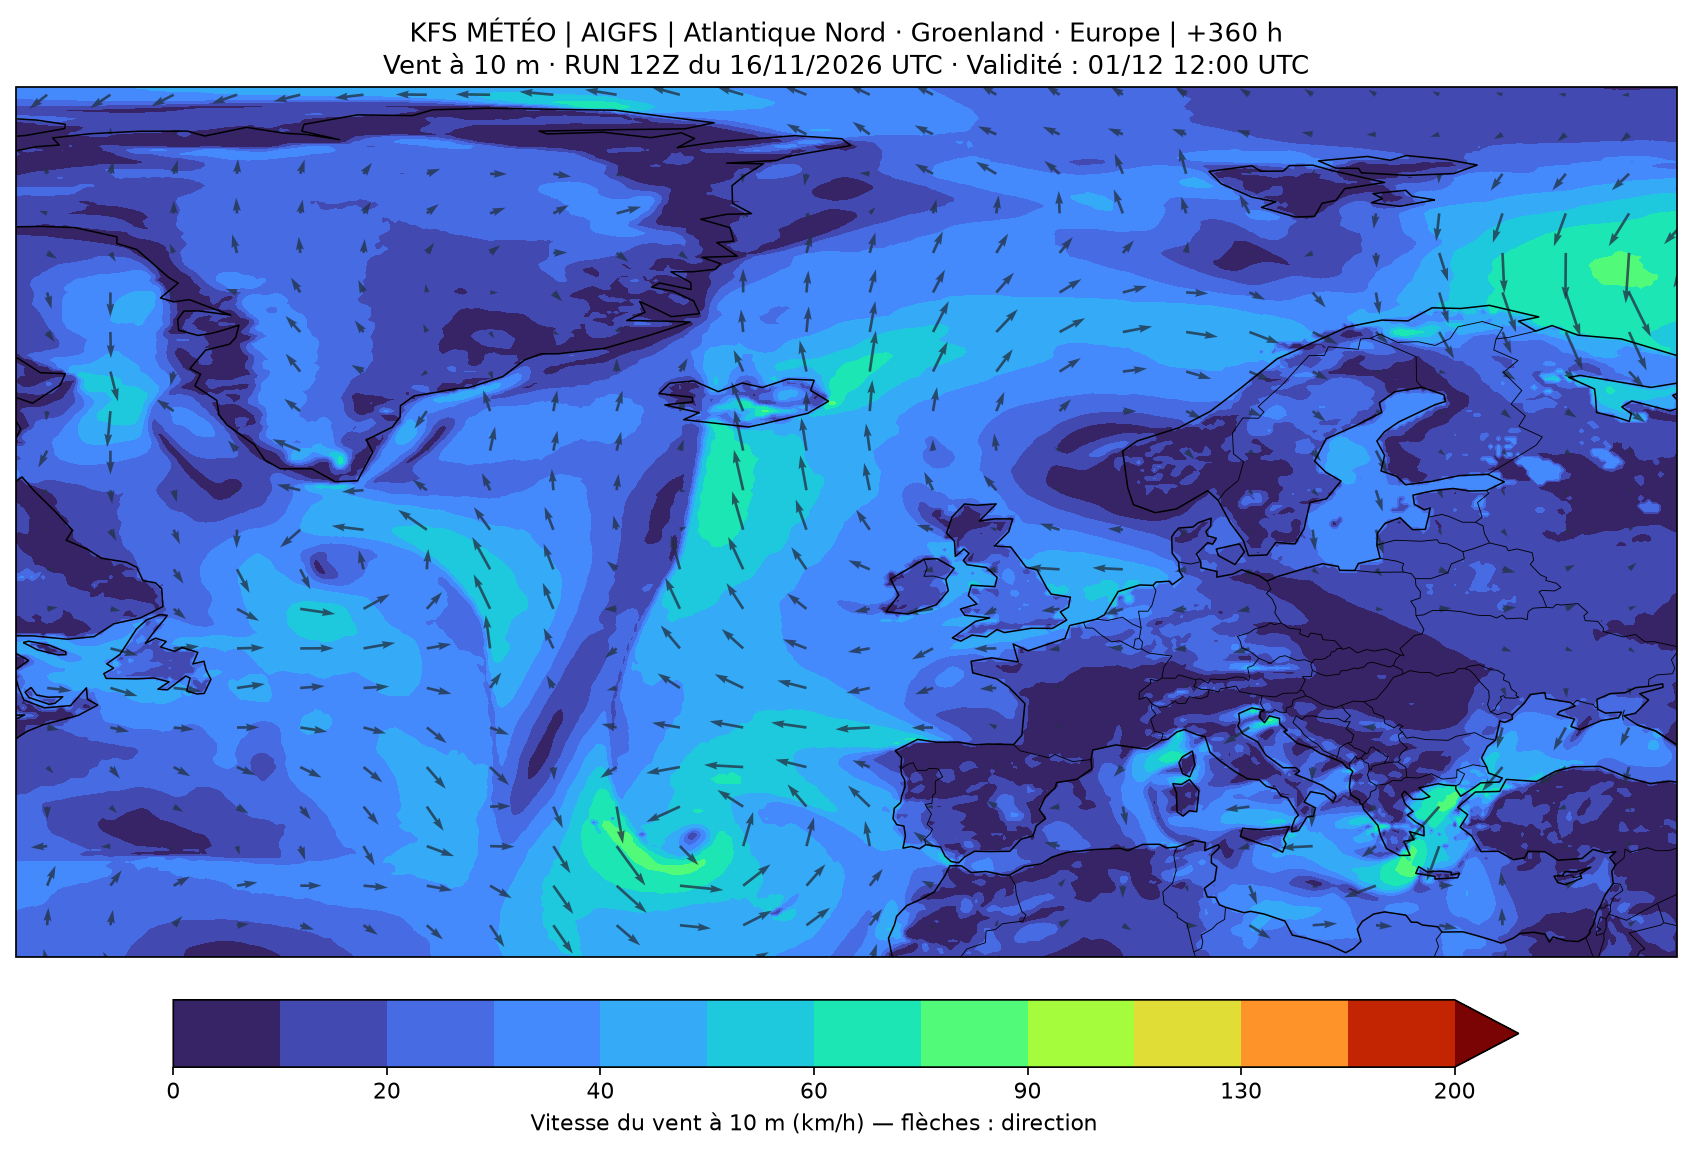 KFS MÉTÉO | AIGFS | Atlantique Nord · Groenland · Europe | +360 h
Vent à 10 m · RUN 12Z du 16/11/2026 UTC · Validité : 01/12 12:00 UTC
0 20 40 60 90 130 200
Vitesse du vent à 10 m (km/h) — flèches : direction